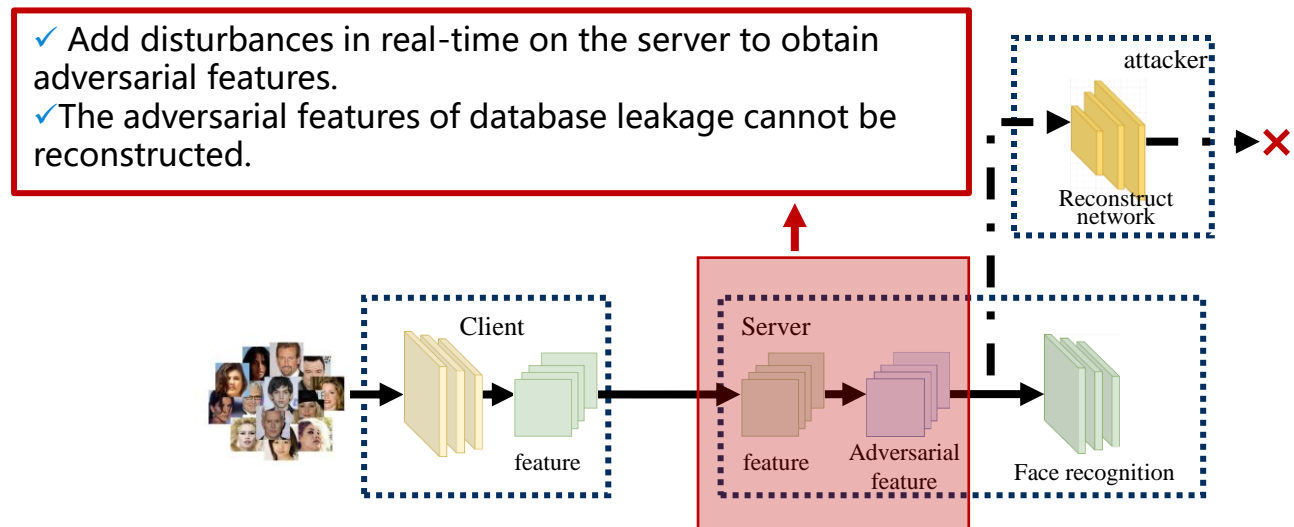 ✓ Add disturbances in real-time on the server to obtain
adversarial features.
✓The adversarial features of database leakage cannot be
reconstructed.
attacker
Reconstruct
network
Client
Server
feature
feature
Adversarial
feature
Face recognition